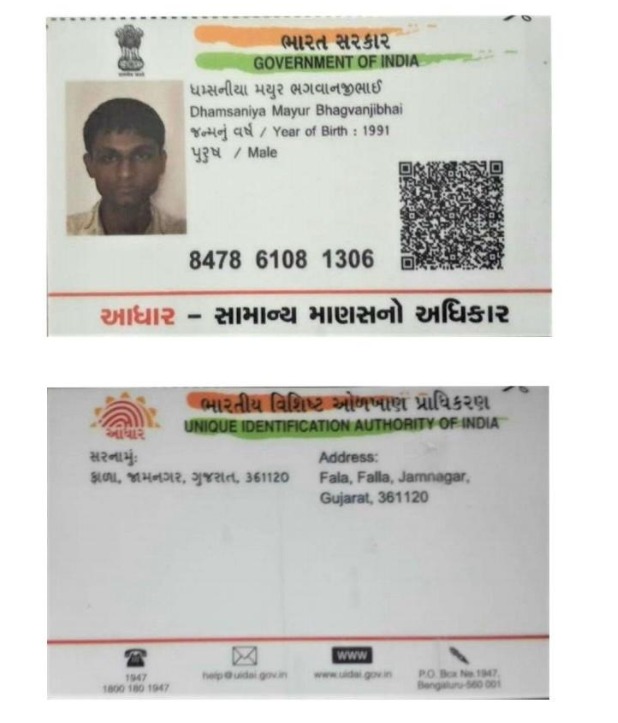 ભારત સરકાર
GOVERNMENT OF INDIA
ધમ્સનીયા મયુર ભગવાનજીભાઈ
Dhamsaniya Mayur Bhagvanjibhai
જન્મનું વર્ષ / Year of Birth : 1991
પુરુષ / Male
8478 6108 1306
આધાર – સામાન્ય માણસનો અધિકાર
ભારતીય વિશિષ્ટ ઓળખાણ પ્રાધિકરણ
UNIQUE IDENTIFICATION AUTHORITY OF INDIA
આધાર
સરનામું:
ફાળા, જામનગર, ગુજરાત, 361120
Address:
Fala, Falla, Jamnagar,
Gujarat, 361120
1947
1800 180 1947
help@uidai.gov.in
WWW
www.uidai.gov.in
P.O. Box No.1947,
Bengaluru-560 001